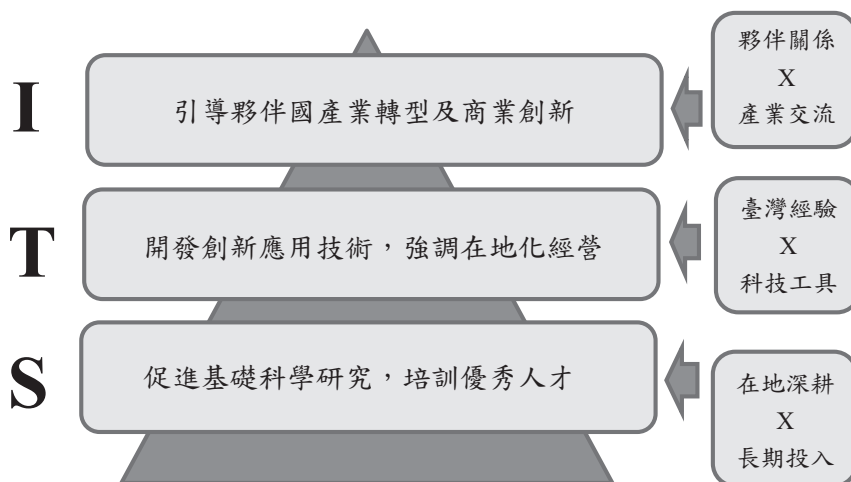 夥伴關係
X
產業交流
I
引導夥伴國產業轉型及商業創新
臺灣經驗
X
科技工具
T
開發創新應用技術，強調在地化經營
S
促進基礎科學研究，培訓優秀人才
在地深耕
X
長期投入